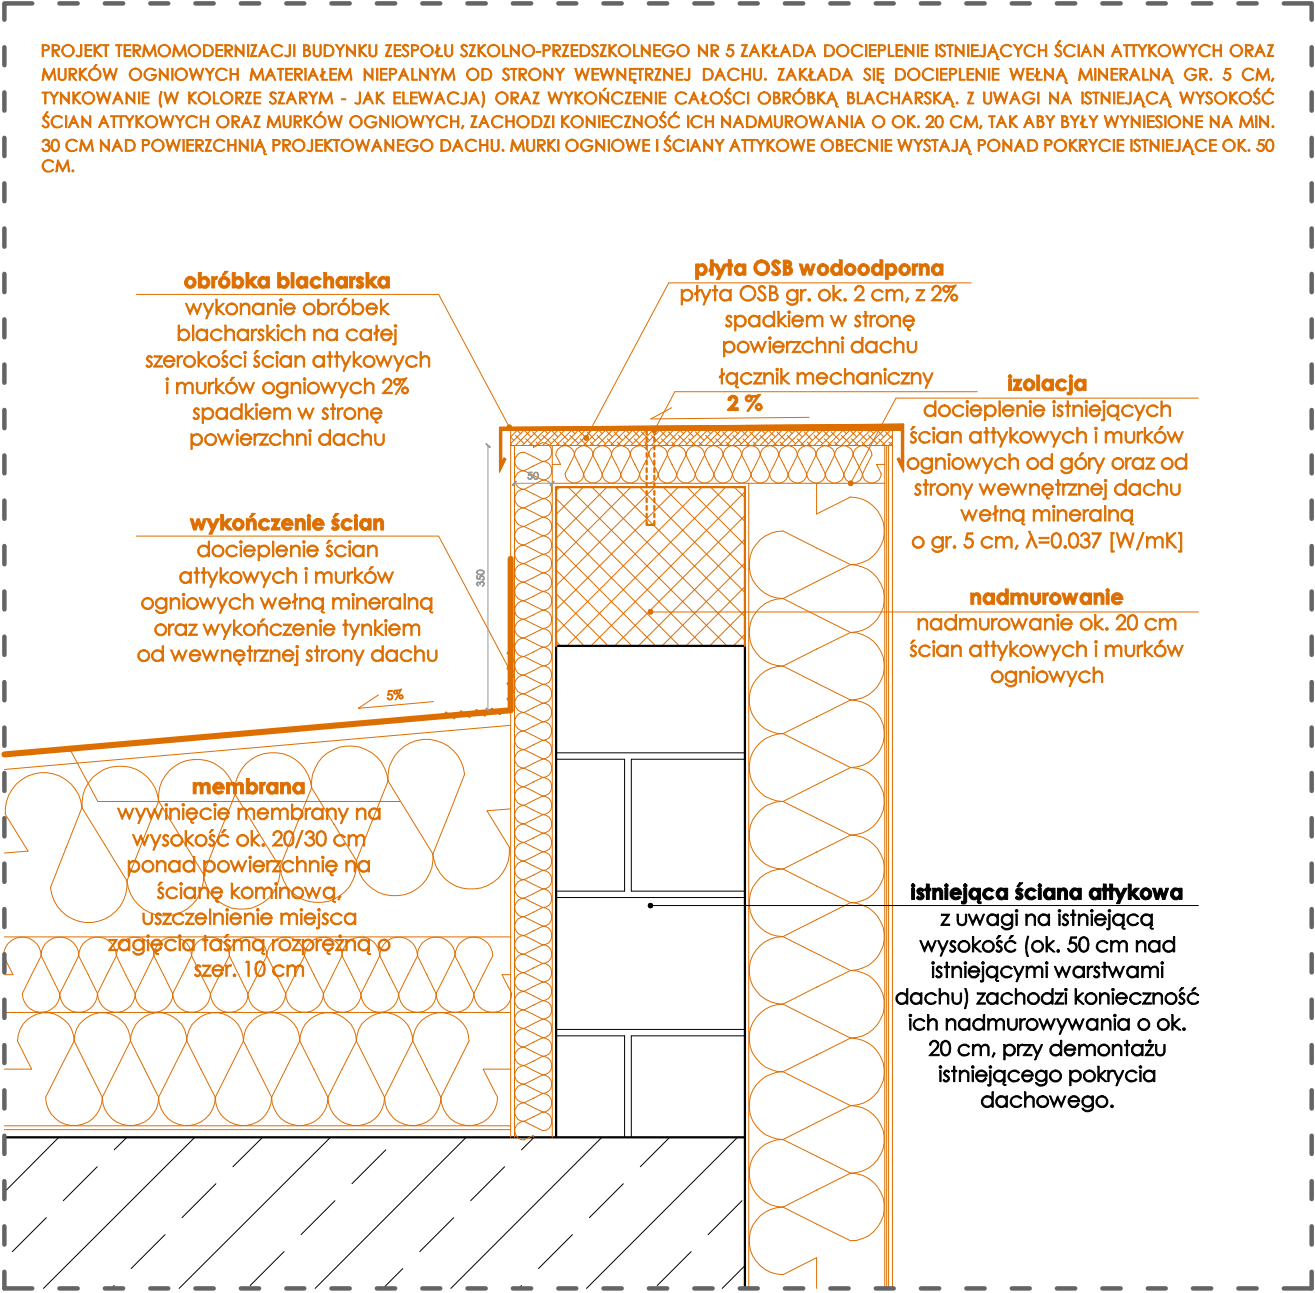 PROJEKT TERMOMODERNIZACJI BUDYNKU ZESPOŁU SZKOLNO-PRZEDSZKOLNEGO NR 5 ZAKŁADA DOCIEPLENIE ISTNIEJĄCYCH ŚCIAN ATTYKOWYCH ORAZ
MURKÓW OGNIOWYCH MATERIAŁEM NIEPALNYM OD STRONY WEWNĘTRZNEJ DACHU. ZAKŁADA SIĘ DOCIEPLENIE WEŁNĄ MINERALNĄ GR. 5 CM,
TYNKOWANIE (W KOLORZE SZARYM - JAK ELEWACJA) ORAZ WYKOŃCZENIE CAŁOŚCI OBRÓBKĄ BLACHARSKĄ. Z UWAGI NA ISTNIEJĄCĄ WYSOKOŚĆ
ŚCIAN ATTYKOWYCH ORAZ MURKÓW OGNIOWYCH, ZACHODZI KONIECZNOŚĆ ICH NADMUROWANIA O OK. 20 CM, TAK ABY BYŁY WYNIESIONE NA MIN.
30 CM NAD POWIERZCHNIĄ PROJEKTOWANEGO DACHU. MURKI OGNIOWE I ŚCIANY ATTYKOWE OBECNIE WYSTAJĄ PONAD POKRYCIE ISTNIEJĄCE OK. 50
CM.
obróbka blacharska
wykonanie obróbek
blacharskich na całej
szerokości ścian attykowych
i murków ogniowych 2%
spadkiem w stronę
powierzchni dachu
płyta OSB wodoodporna
płyta OSB gr. ok. 2 cm, z 2%
spadkiem w stronę
powierzchni dachu
łącznik mechaniczny
2 %
izolacja
docieplenie istniejących
ścian attykowych i murków
ogniowych od góry oraz od
strony wewnętrznej dachu
wełną mineralną
o gr. 5 cm, λ=0.037 [W/mK]
50
350
wykończenie ścian
docieplenie ścian
attykowych i murków
ogniowych wełną mineralną
oraz wykończenie tynkiem
od wewnętrznej strony dachu
nadmurowanie
nadmurowanie ok. 20 cm
ścian attykowych i murków
ogniowych
5%
membrana
wywinięcie membrany na
wysokość ok. 20/30 cm
ponad powierzchnię na
ścianę kominową,
uszczelnienie miejsca
zagięcia taśmą rozprężną o
szer. 10 cm
istniejąca ściana attykowa
z uwagi na istniejącą
wysokość (ok. 50 cm nad
istniejącymi warstwami
dachu) zachodzi konieczność
ich nadmurowywania o ok.
20 cm, przy demontażu
istniejącego pokrycia
dachowego.